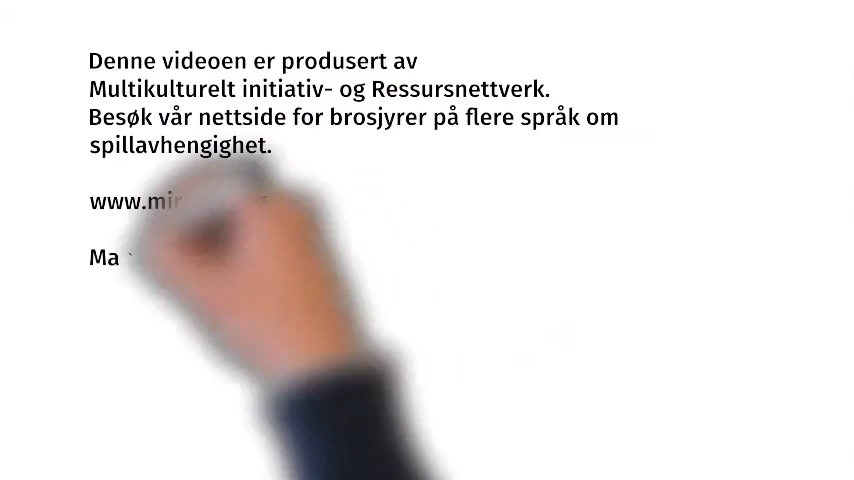 Denne videoen er produsert av
Multikulturelt initiativ- og Ressursnettverk.
Besøk vår nettside for brosjyrer på flere språk om
spillavhengighet.